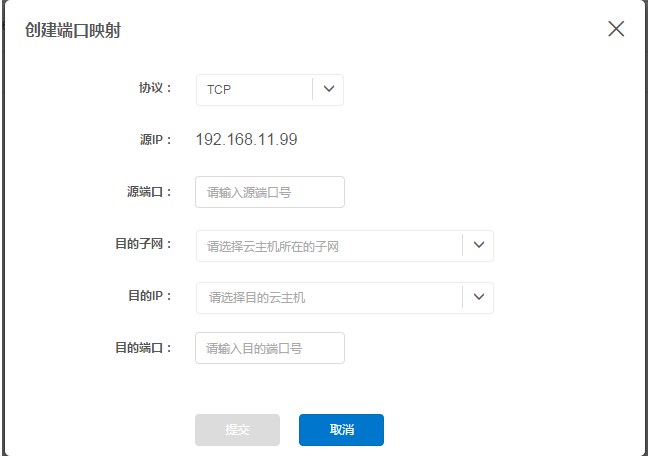 创建端口映射
协议： TCP
源IP： 192.168.11.99
源端口： 请输入源端口号
目的子网： 请选择云主机所在的子网
目的IP： 请选择目的云主机
目的端口： 请输入目的端口号
提交 取消